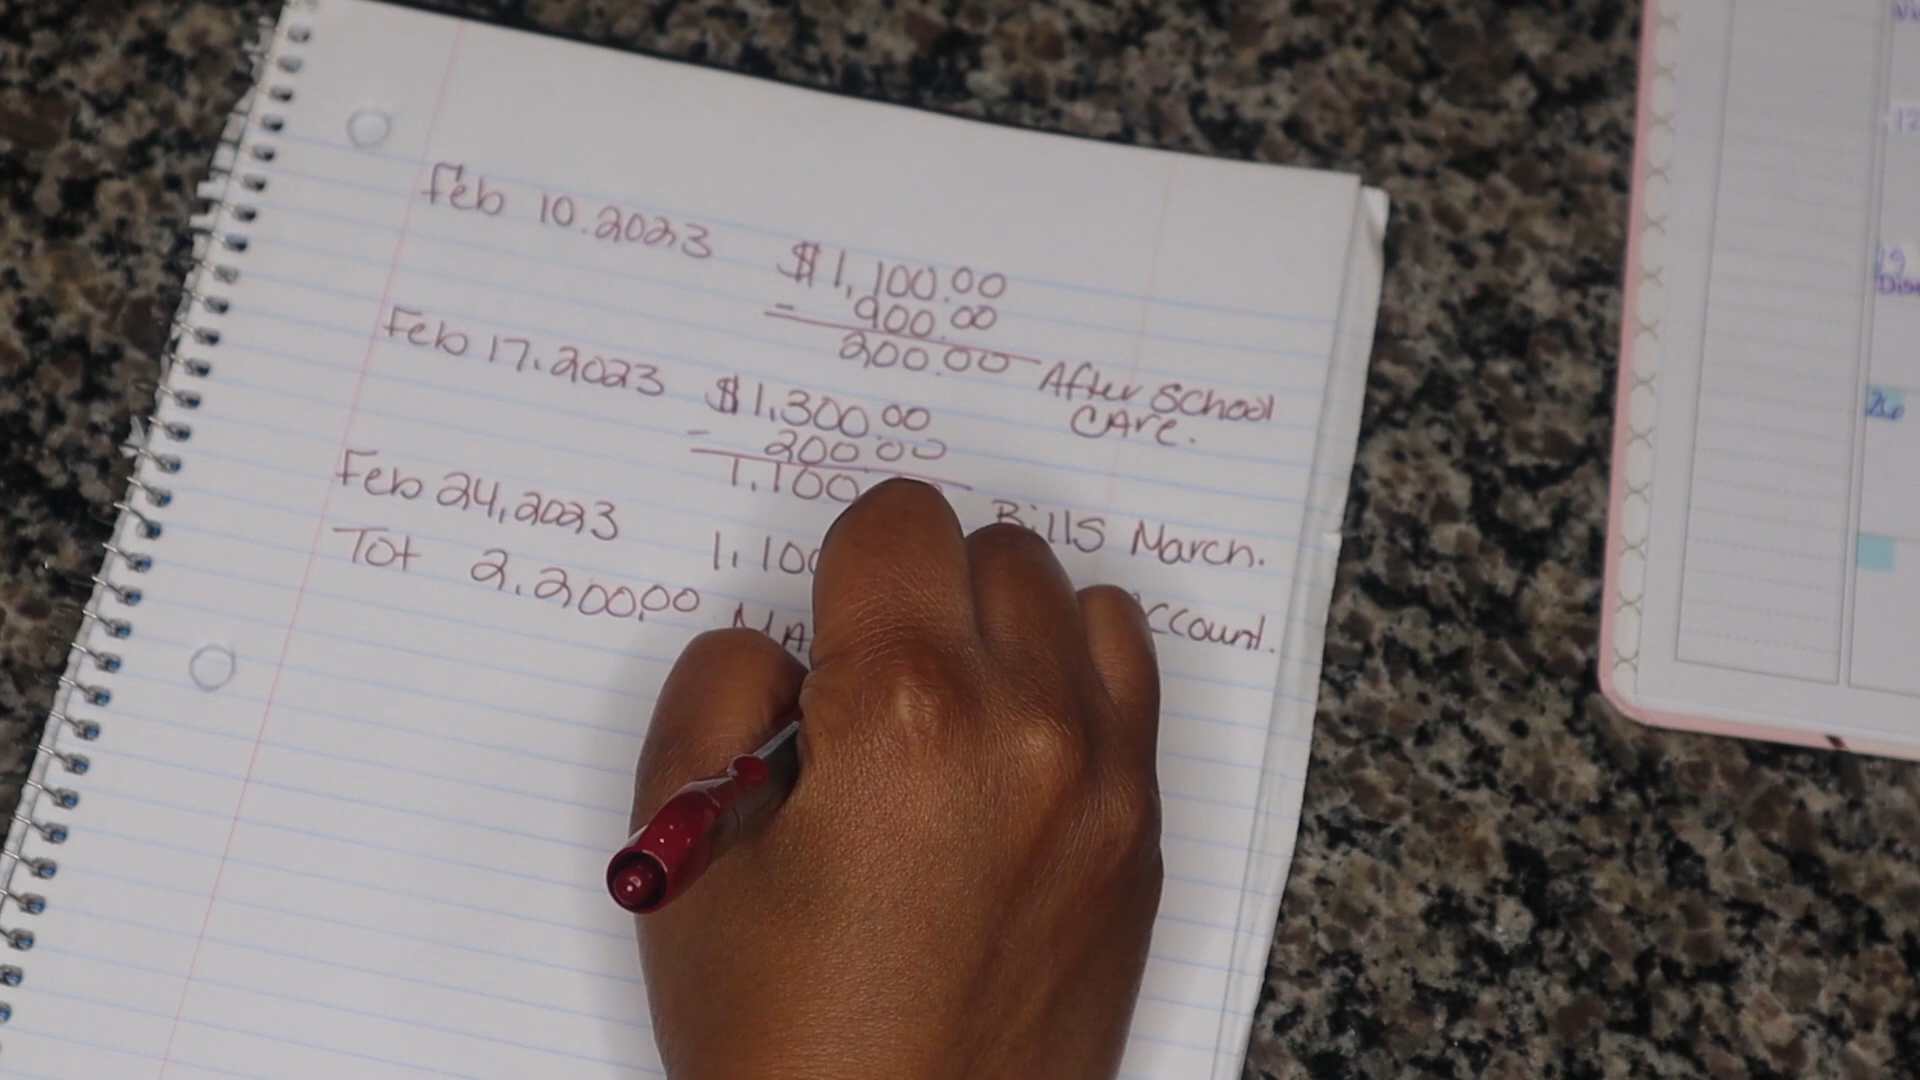 Feb 10.2023 $1,100.00
- 900.00
200.00 After School
CAre.
Feb 17.2023 $1,300.00
- 200.00
1,100 Bills March.
Feb 24,2023 1,100
Tot 2,200.00
26